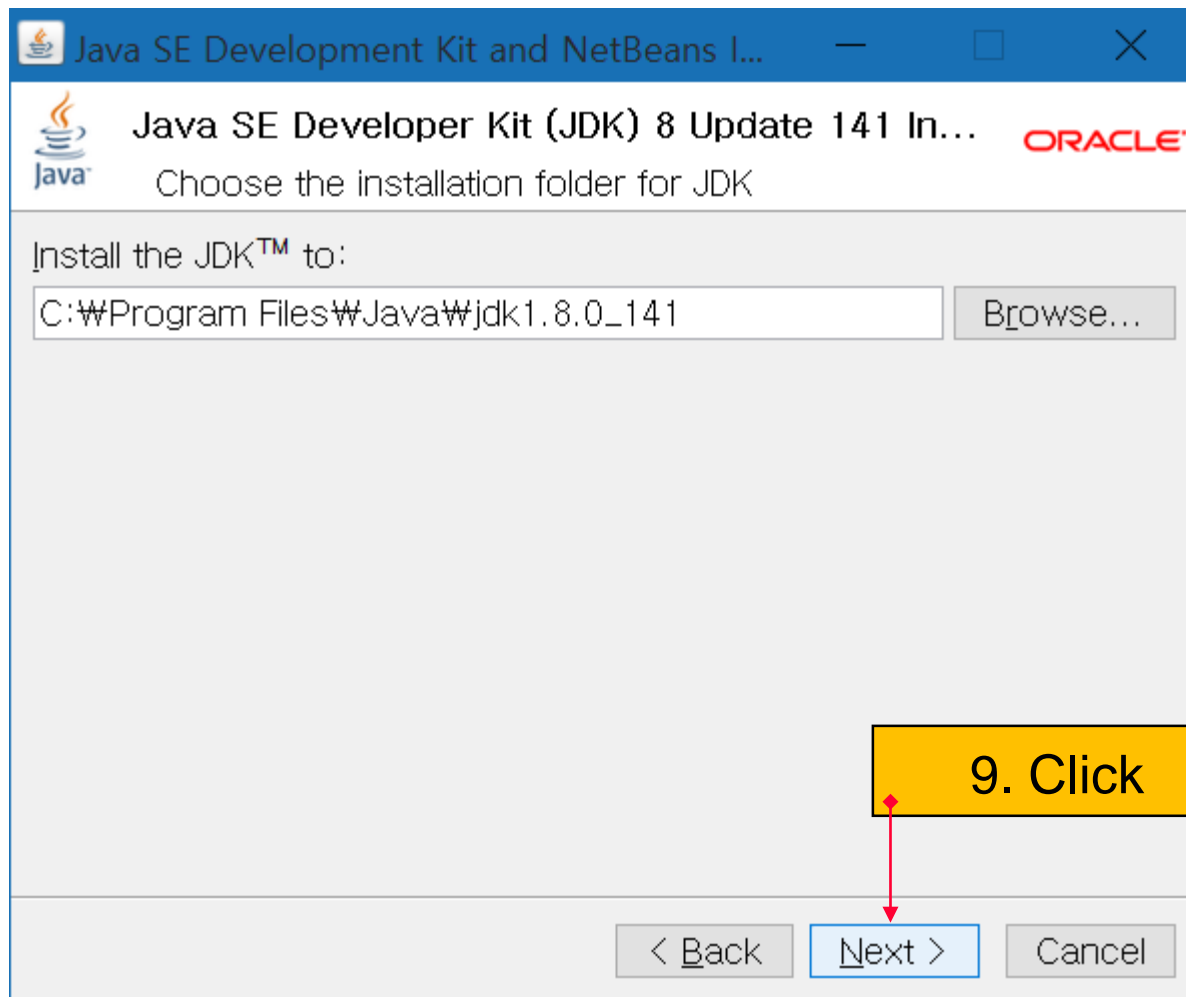 Java SE Development Kit and NetBeans I...
Java SE Developer Kit (JDK) 8 Update 141 In...
ORACLE
Java
Choose the installation folder for JDK
Install the JDK™ to:
C:₩Program Files₩Java₩jdk1.8.0_141
Browse...
9. Click
< Back
Next >
Cancel